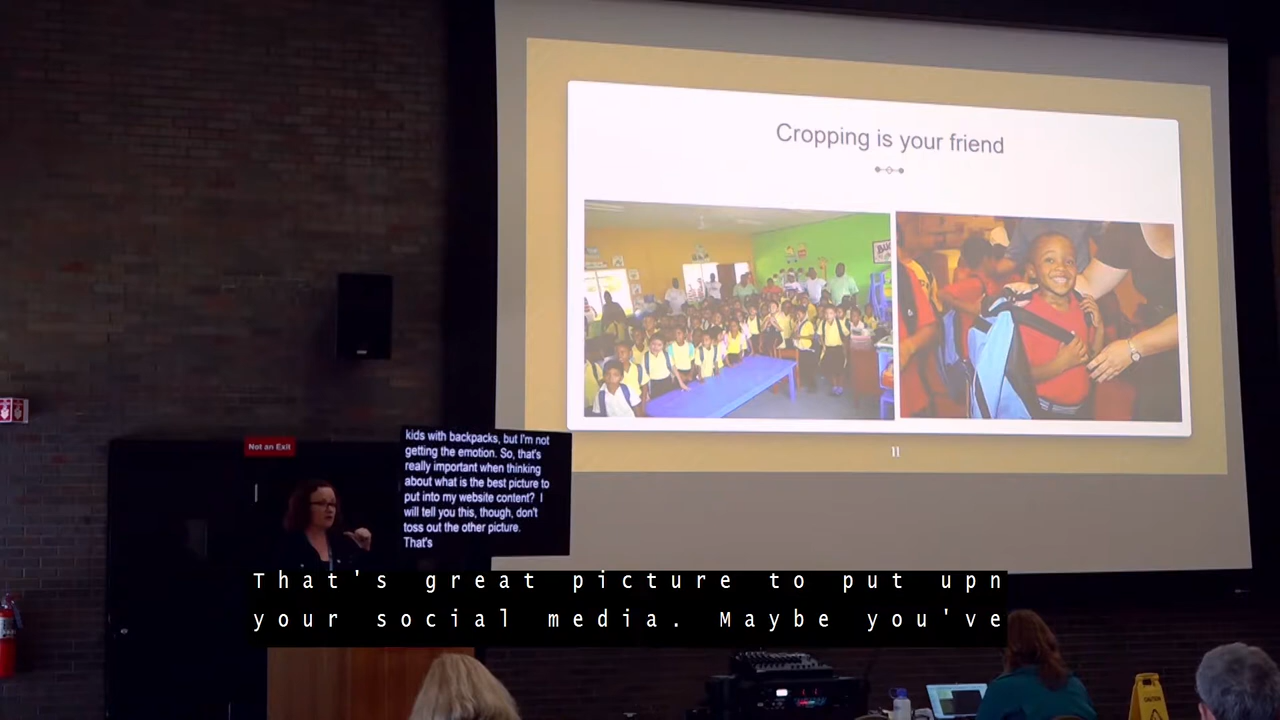 Cropping is your friend
11
Not an Exit
kids with backpacks, but I'm not
getting the emotion. So, that's
really important when thinking
about what is the best picture to
put into my website content? I
will tell you this, though, don't
toss out the other picture.
That's
That's great picture to put upn
your social media. Maybe you've
CAUTION